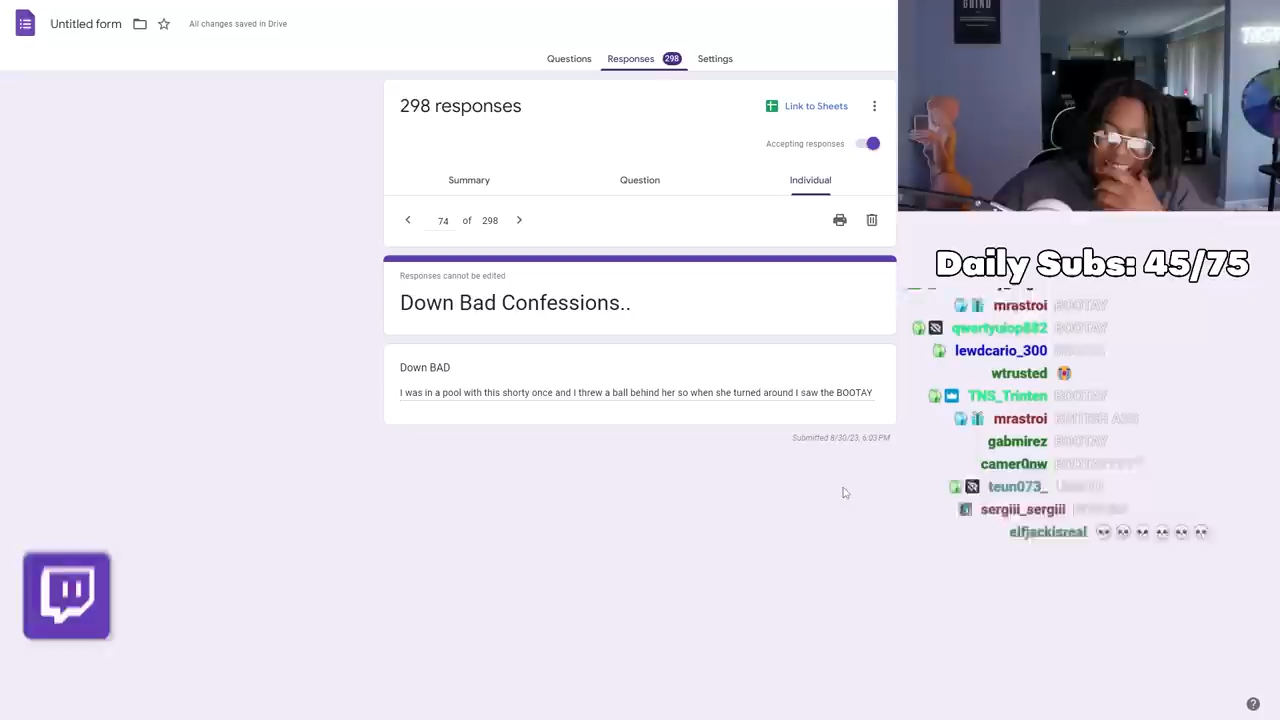 Untitled form
All changes saved in Drive
GRIND
Questions
Responses 298
Settings
298 responses
Link to Sheets
Accepting responses
Summary
Question
Individual
74 of 298
Responses cannot be edited
Down Bad Confessions..
Down BAD
I was in a pool with this shorty once and I threw a ball behind her so when she turned around I saw the BOOTAY
Submitted 8/30/23, 6:03 PM
Daily Subs: 45/75
mrastroi BOOTAY
qwertyuiop882 BOOTAY
lewdcario_300
wtrusted
TNS_Trinten BOOTAY
mrastroi
gabmirez BOOTAY
camer0nw
teun073_
sergiii_sergiii
elfjackisreal